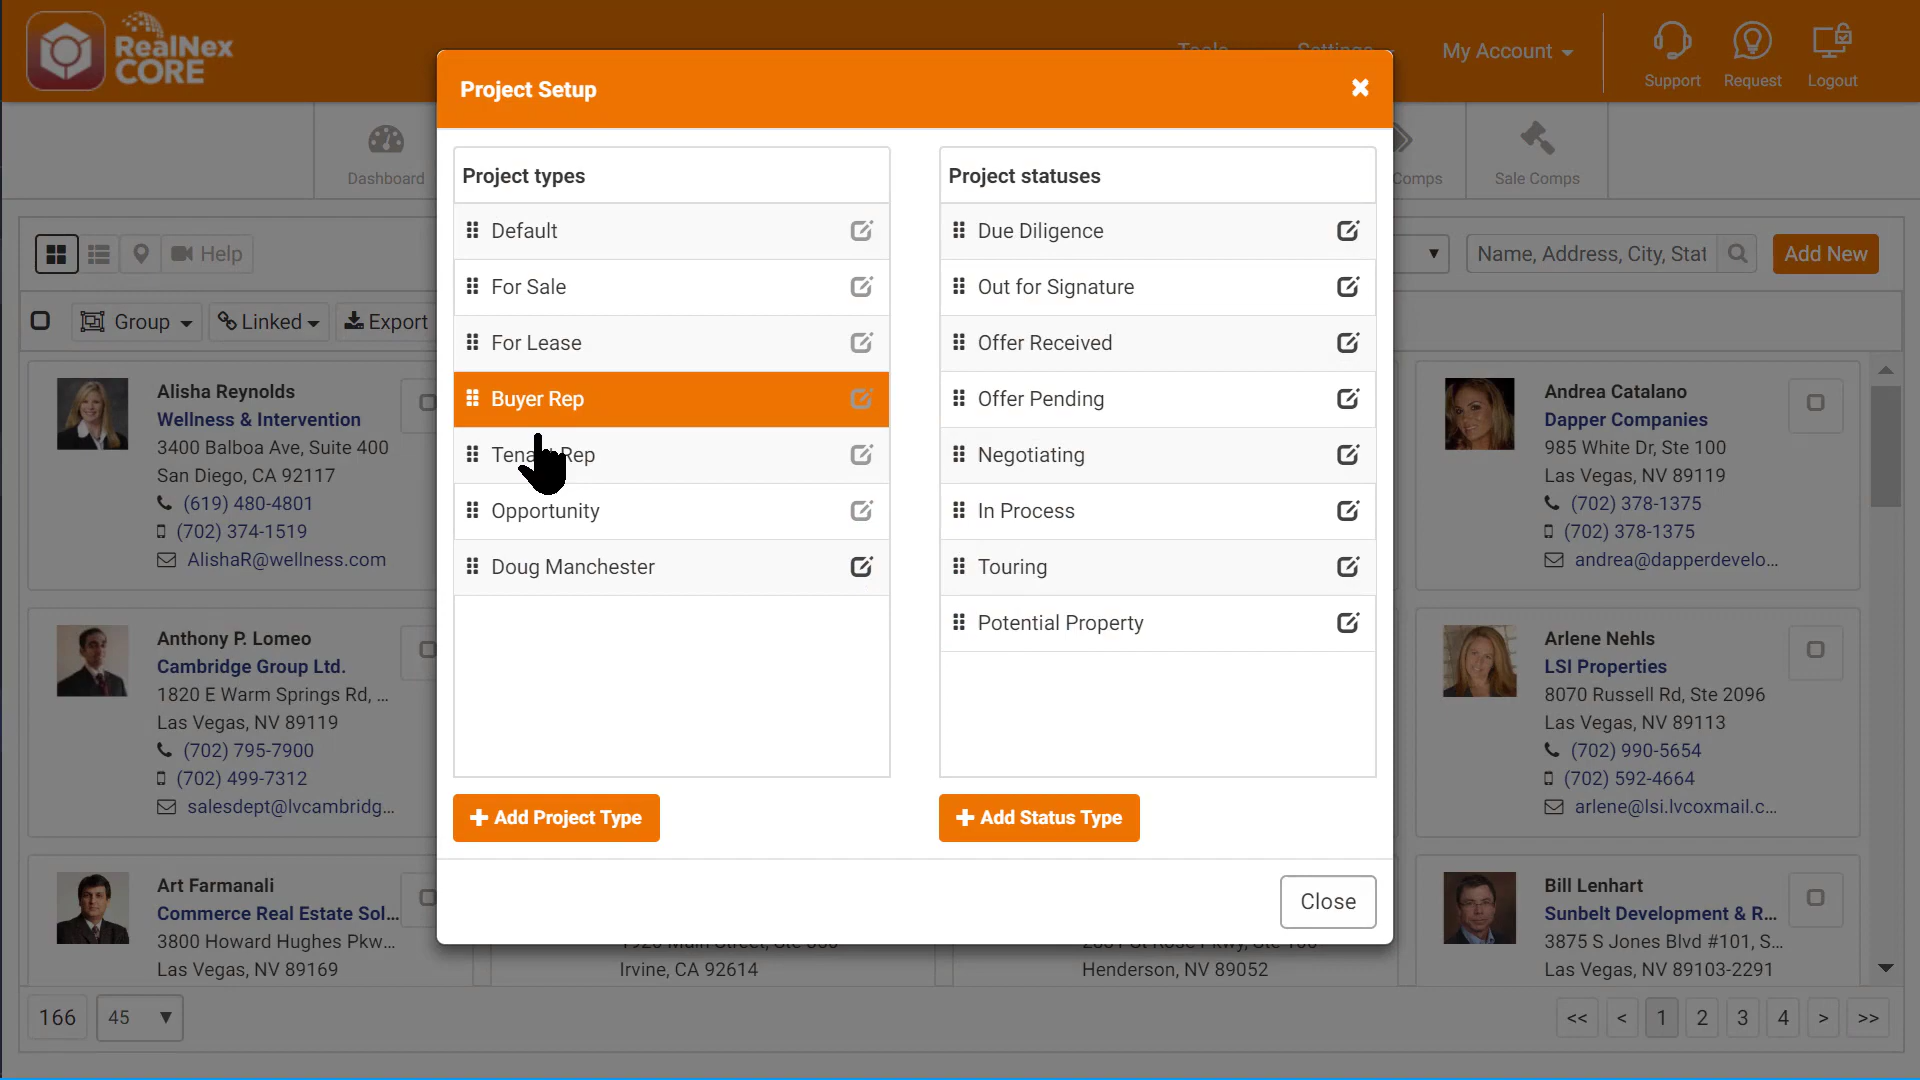 RealNex
CORE
Tools
Settings
My Account
Support
Request
Logout
Project Setup
Dashboard
Comps
Sale Comps
Project types
Default
For Sale
For Lease
Buyer Rep
Rep
Opportunity
Doug Manchester
Add Project Type
Project statuses
Due Diligence
Out for Signature
Offer Received
Offer Pending
Negotiating
In Process
Touring
Potential Property
Add Status Type
Close
Help
Name, Address, City, Stat
Add New
Group
Linked
Export
Alisha Reynolds
Wellness & Intervention
3400 Balboa Ave, Suite 400
San Diego, CA 92117
(619) 480-4801
(702) 374-1519
AlishaR@wellness.com
Andrea Catalano
Dapper Companies
985 White Dr, Ste 100
Las Vegas, NV 89119
(702) 378-1375
(702) 378-1375
andrea@dapperdevelo...
Anthony P. Lomeo
Cambridge Group Ltd.
1820 E Warm Springs Rd, ...
Las Vegas, NV 89119
(702) 795-7900
(702) 499-7312
salesdept@lvcambridg...
Arlene Nehls
LSI Properties
8070 Russell Rd, Ste 2096
Las Vegas, NV 89113
(702) 990-5654
(702) 592-4664
arlene@lsi.lvcoxmail.c...
Art Farmanali
Commerce Real Estate Sol...
3800 Howard Hughes Pkw...
Las Vegas, NV 89169
Irvine, CA 92614
Henderson, NV 89052
Bill Lenhart
Sunbelt Development & R...
3875 S Jones Blvd #101, S...
Las Vegas, NV 89103-2291
166
45
<< < 1 2 3 4 > >>